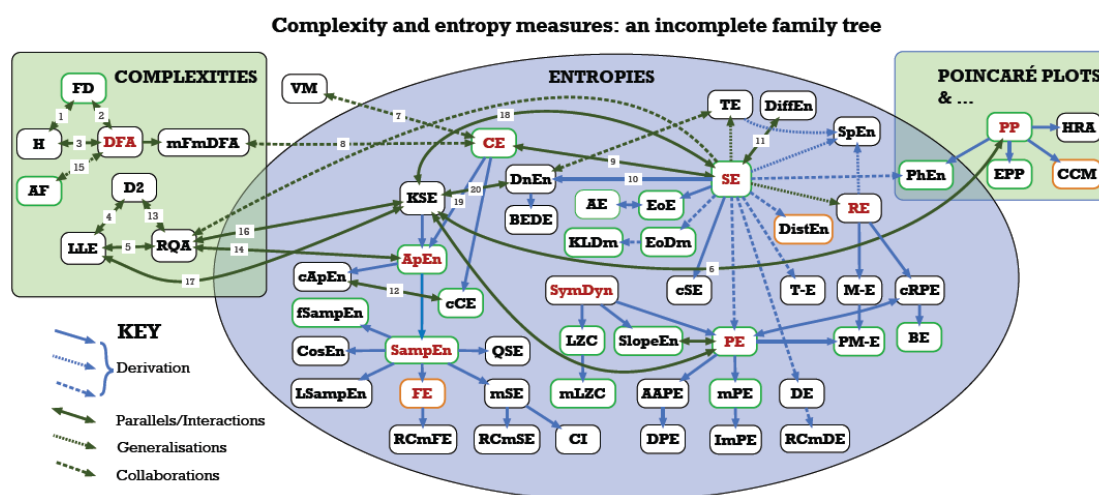 Complexity and entropy measures: an incomplete family tree
COMPLEXITIES
ENTROPIES
POINCARÉ PLOTS
& ...
FD
VM
TE
DiffEn
1
2
7
18
SpEn
PP
HRA
H
3
DFA
mFmDFA
8
CE
11
15
9
AF
D2
DnEn
10
SE
PhEn
EPP
CCM
4
13
KSE
19
20
AE
EoE
RE
BEDE
DistEn
LLE
5
RQA
16
14
KLDm
EoDm
ApEn
17
6
cApEn
12
cCE
SymDyn
cSE
T-E
M-E
cRPE
fSampEn
KEY
LZC
SlopeEn
PE
PM-E
BE
CosEn
SampEn
QSE
Derivation
LSampEn
FE
mSE
mLZC
AAPE
mPE
DE
Parallels/Interactions
RCmFE
RCmSE
CI
DPE
ImPE
RCmDE
Generalisations
Collaborations